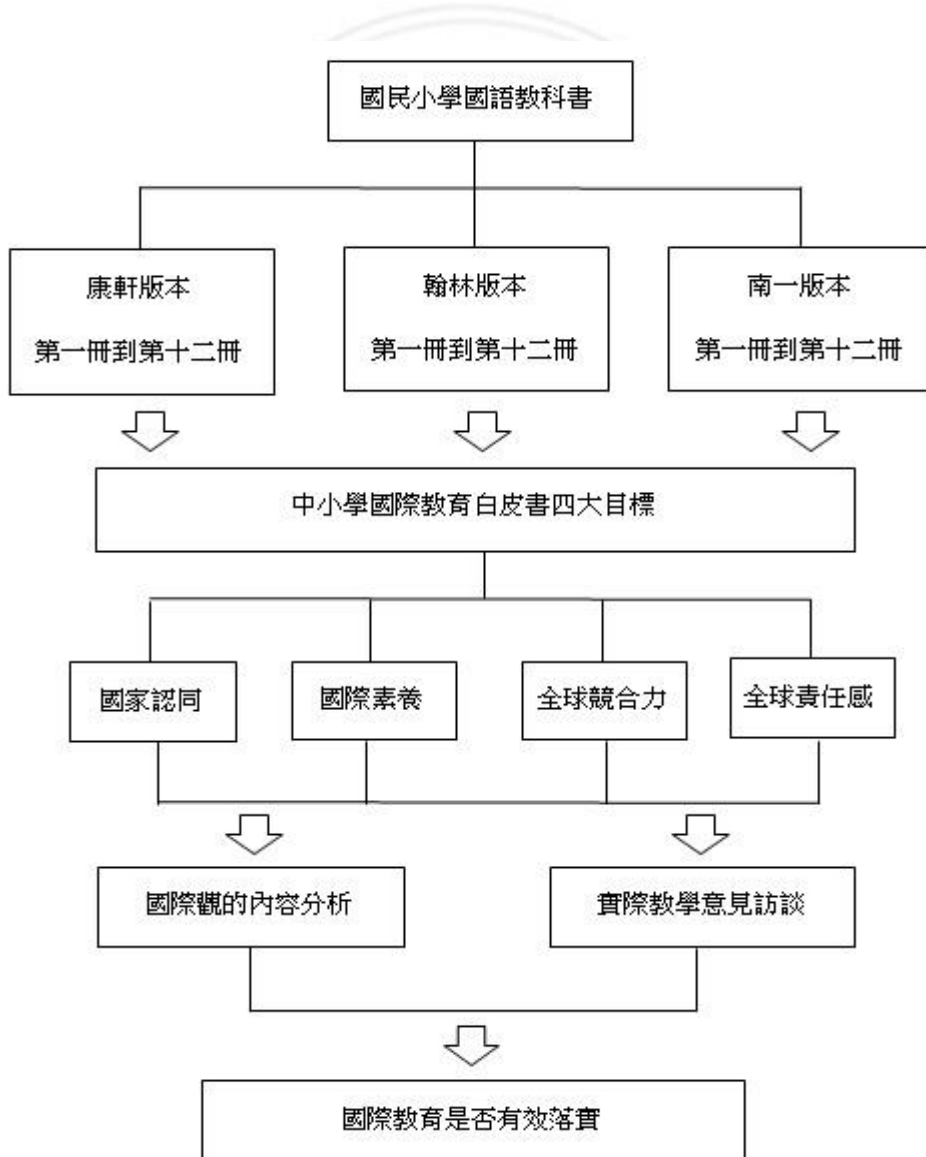 國民小學國語教科書
康軒版本
第一冊到第十二冊
翰林版本
第一冊到第十二冊
南一版本
第一冊到第十二冊
中小學國際教育白皮書四大目標
國家認同
國際素養
全球競合力
全球責任感
國際觀的內容分析
實際教學意見訪談
國際教育是否有效落實